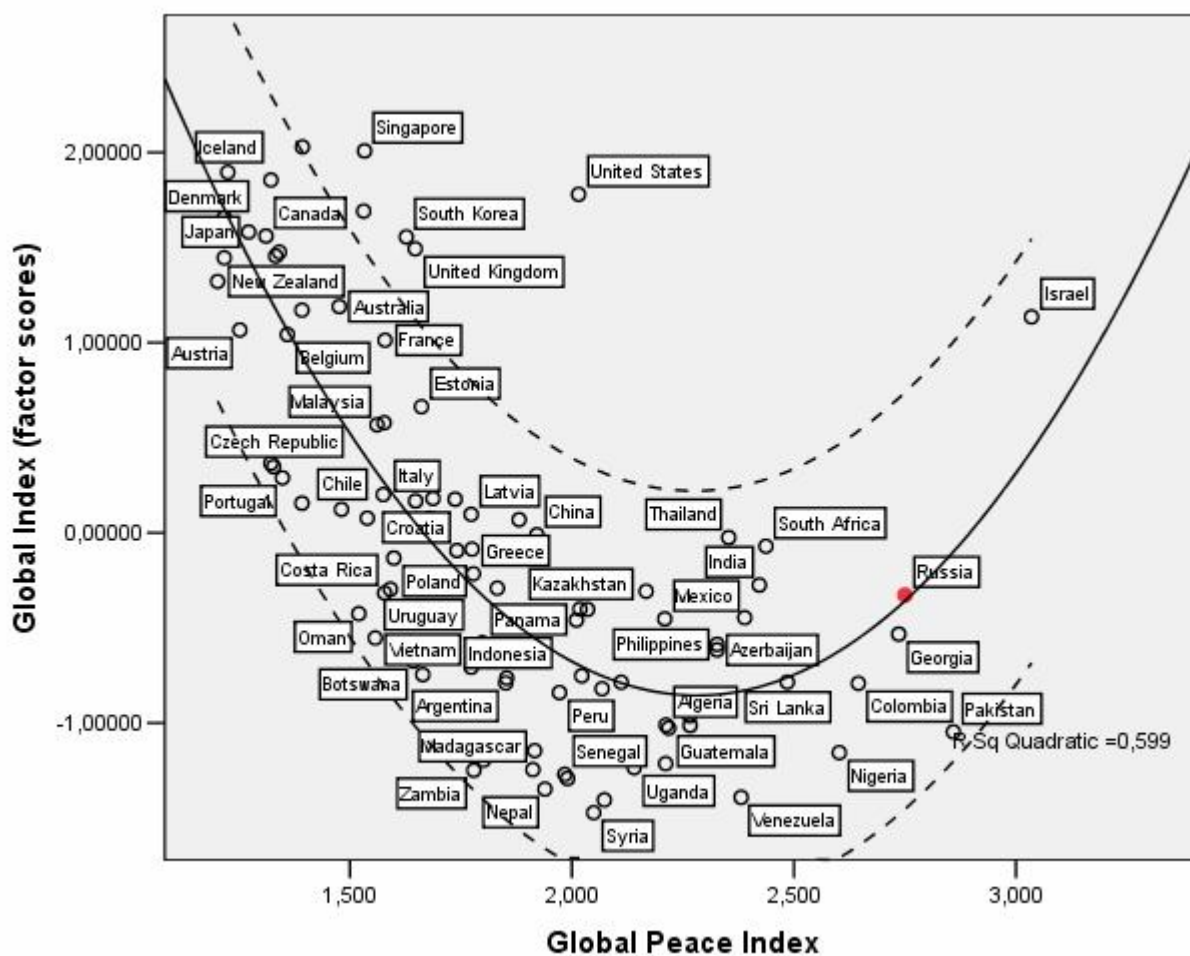 Singapore
Iceland
2,00000
United States
Denmark
Canada
South Korea
Japan
United Kingdom
New Zealand
Israel
Australia
1,00000
France
Austria
Belgium
Estonia
Malaysia
Czech Republic
Italy
Chile
Latvia
Portugal
China
Thailand
South Africa
0,00000
Croatia
Greece
India
Costa Rica
Poland
Kazakhstan
Mexico
Russia
Uruguay
Panama
Oman
Philippines
Azerbaijan
Vietnam
Indonesia
Georgia
Botswana
Argentina
Algeria
Sri Lanka
Colombia
Pakistan
-1,00000
Peru
R Sq Quadratic =0,599
Madagascar
Senegal
Guatemala
Nigeria
Zambia
Uganda
Nepal
Venezuela
Syria
1,500 2,000 2,500 3,000
Global Peace Index
Global Index (factor scores)